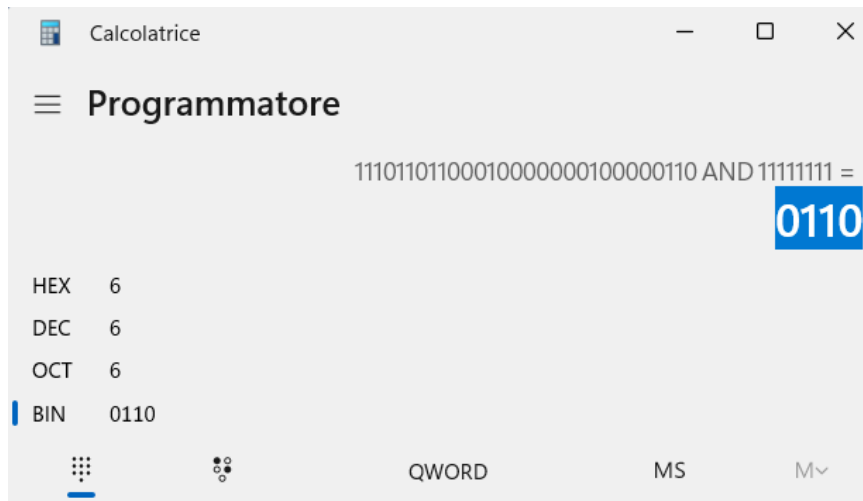 Calcolatrice
Programmatore
11101101100010000000100000110 AND 11111111 =
0110
HEX 6
DEC 6
OCT 6
BIN 0110
QWORD MS M